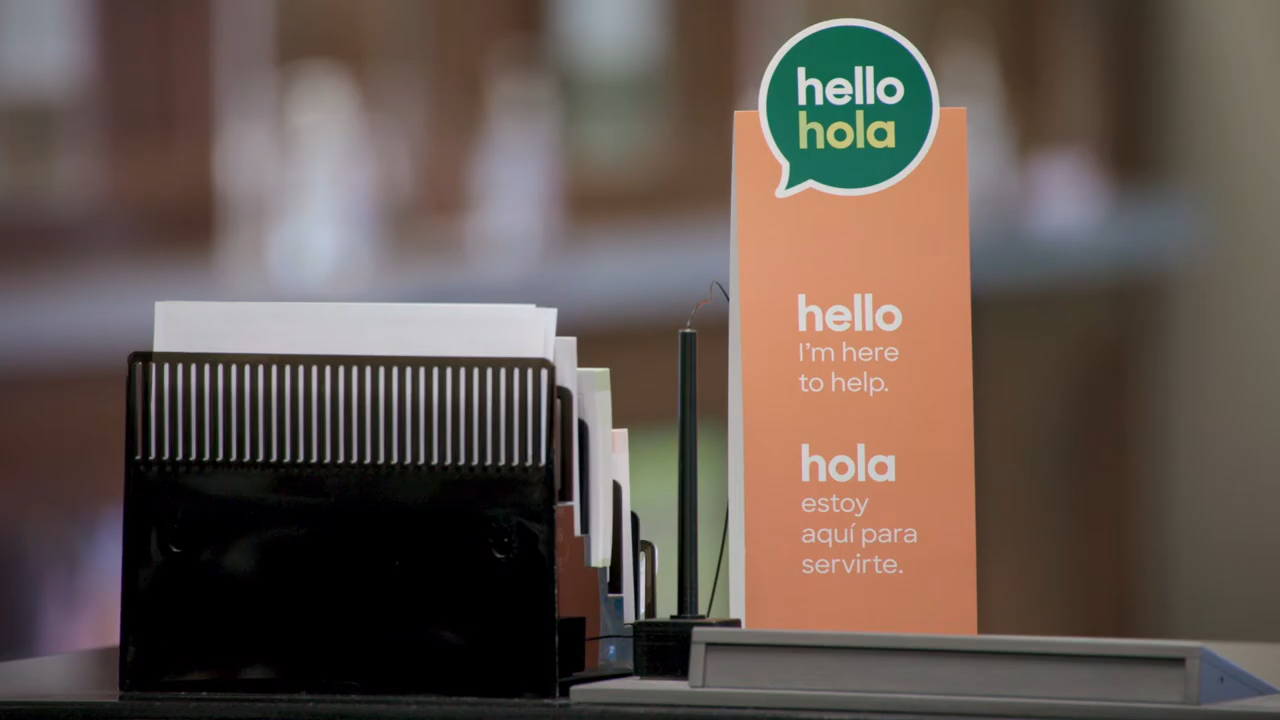 hello
hola
hello
I'm here
to help.
hola
estoy
aquí para
servirte.